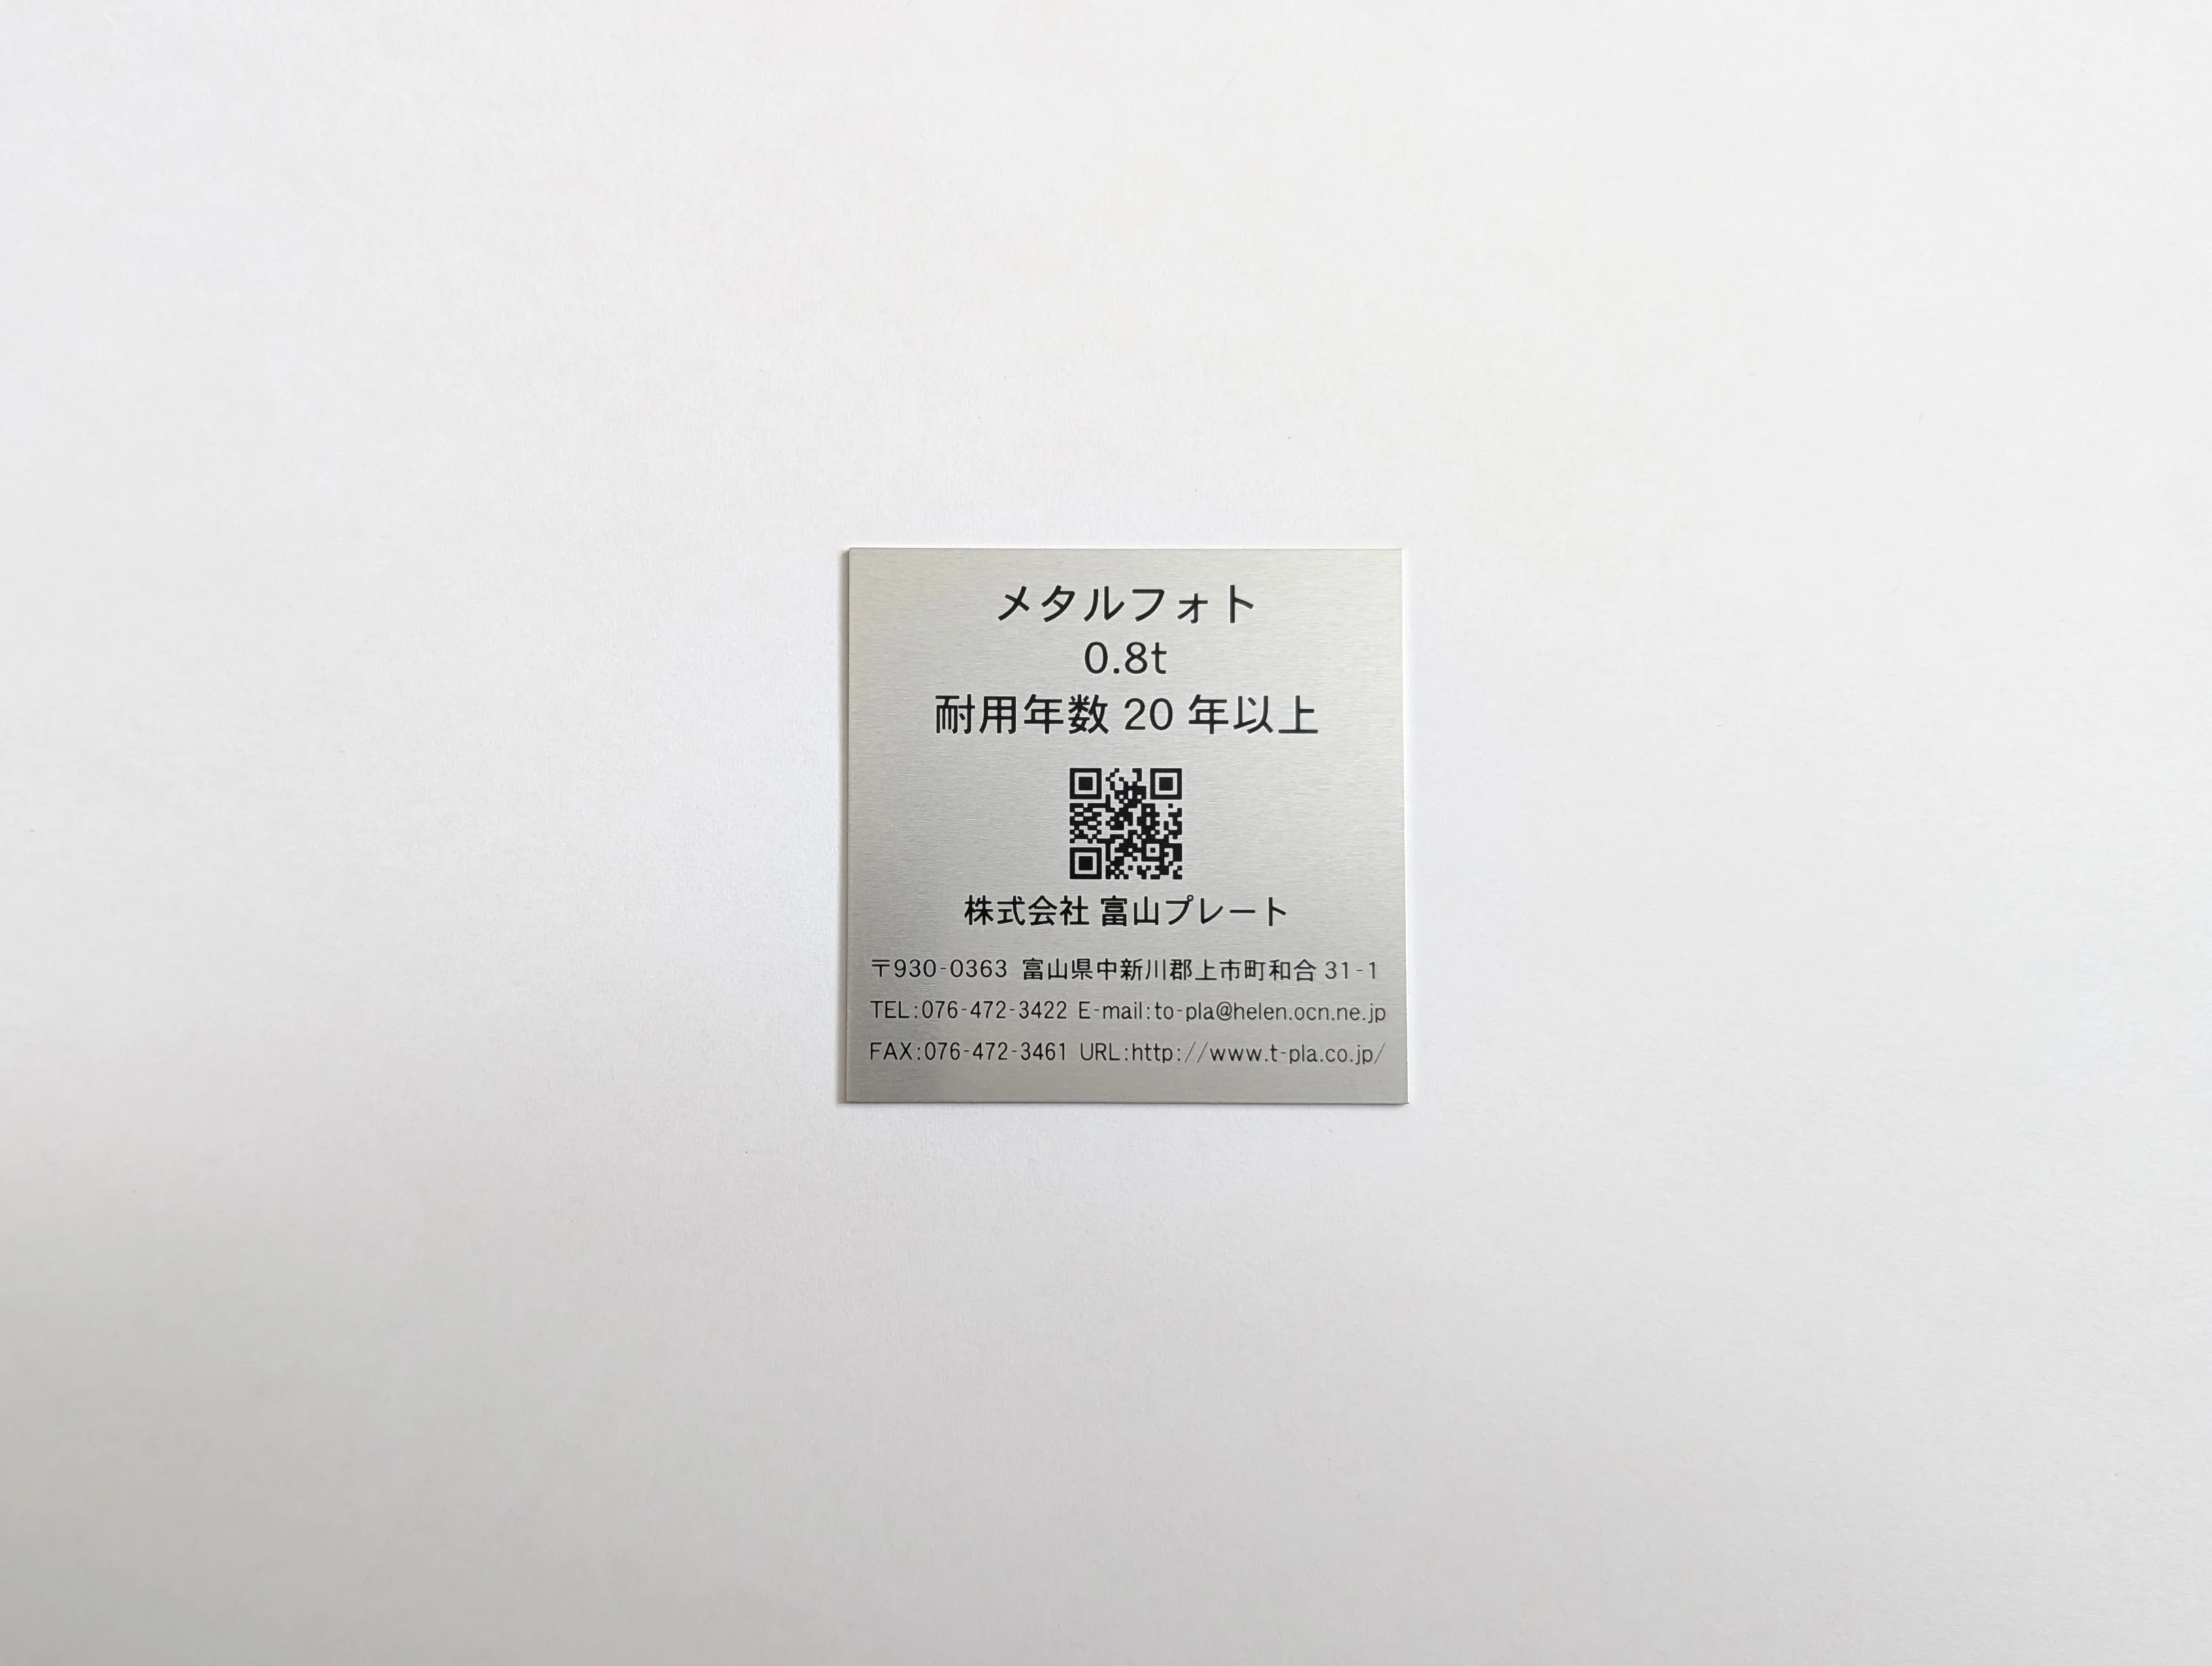 メタルフォト
0.8t
耐用年数 20 年以上
株式会社 富山プレート
〒930-0363 富山県中新川郡上市町和合 31-1
TEL:076-472-3422 E-mail:to-pla@helen.ocn.ne.jp
FAX:076-472-3461 URL:http://www.t-pla.co.jp/